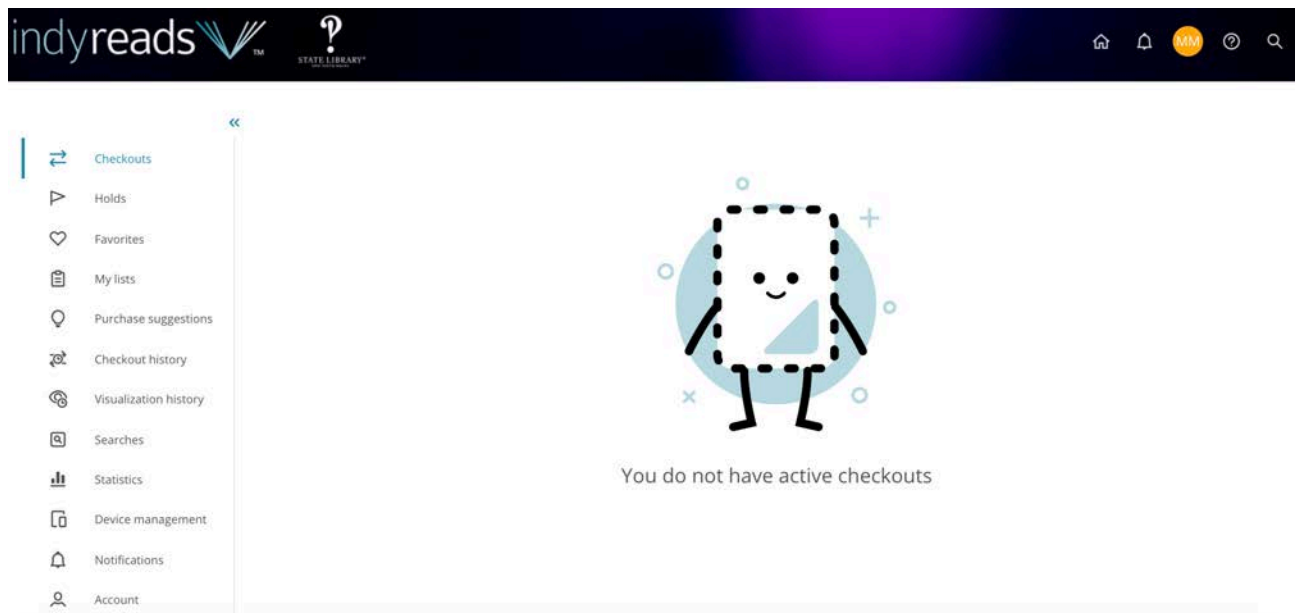 indyreads TM
STATE LIBRARY®
MM
Checkouts
Holds
Favorites
My lists
Purchase suggestions
Checkout history
Visualization history
Searches
Statistics
Device management
Notifications
Account
You do not have active checkouts